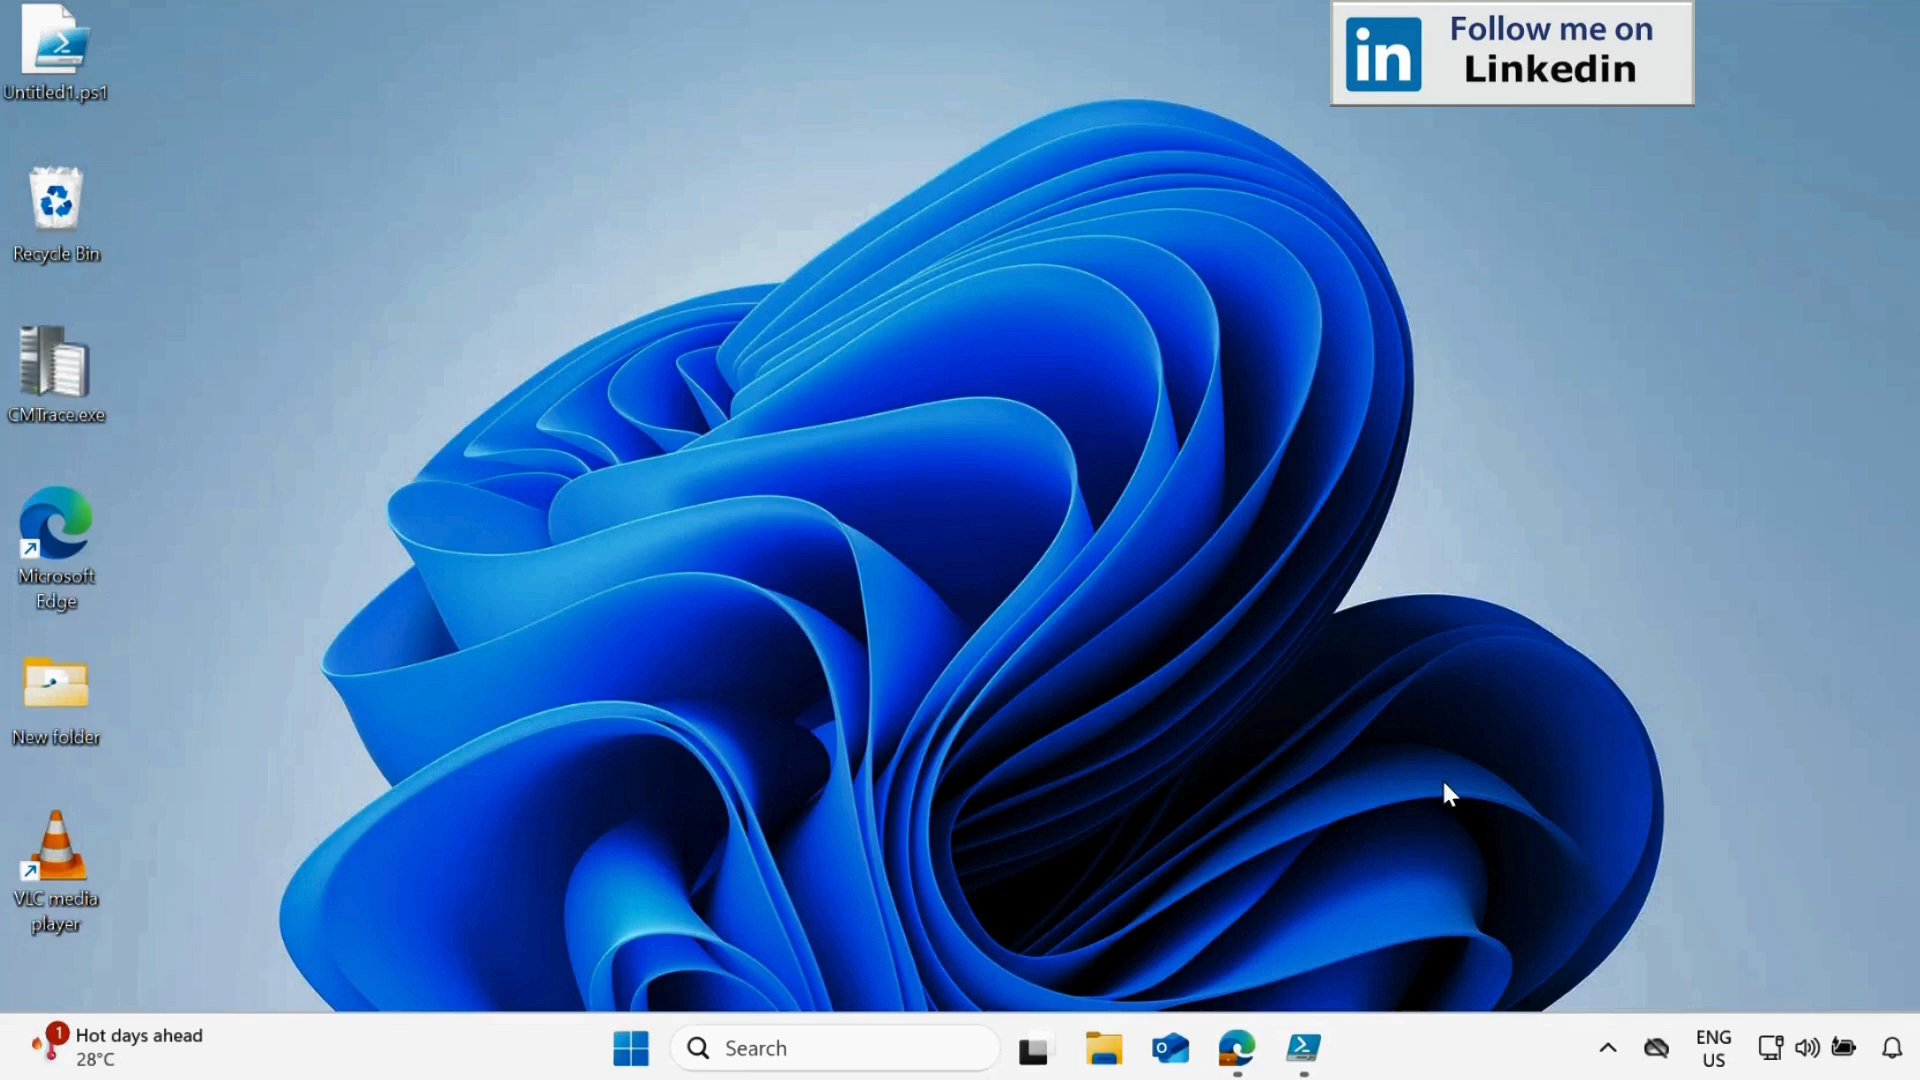 Untitled1.ps1
Recycle Bin
CMTrace.exe
Microsoft
Edge
New folder
VLC media
player
in
Follow me on
Linkedin
1
Hot days ahead
28°C
Search
ENG
US